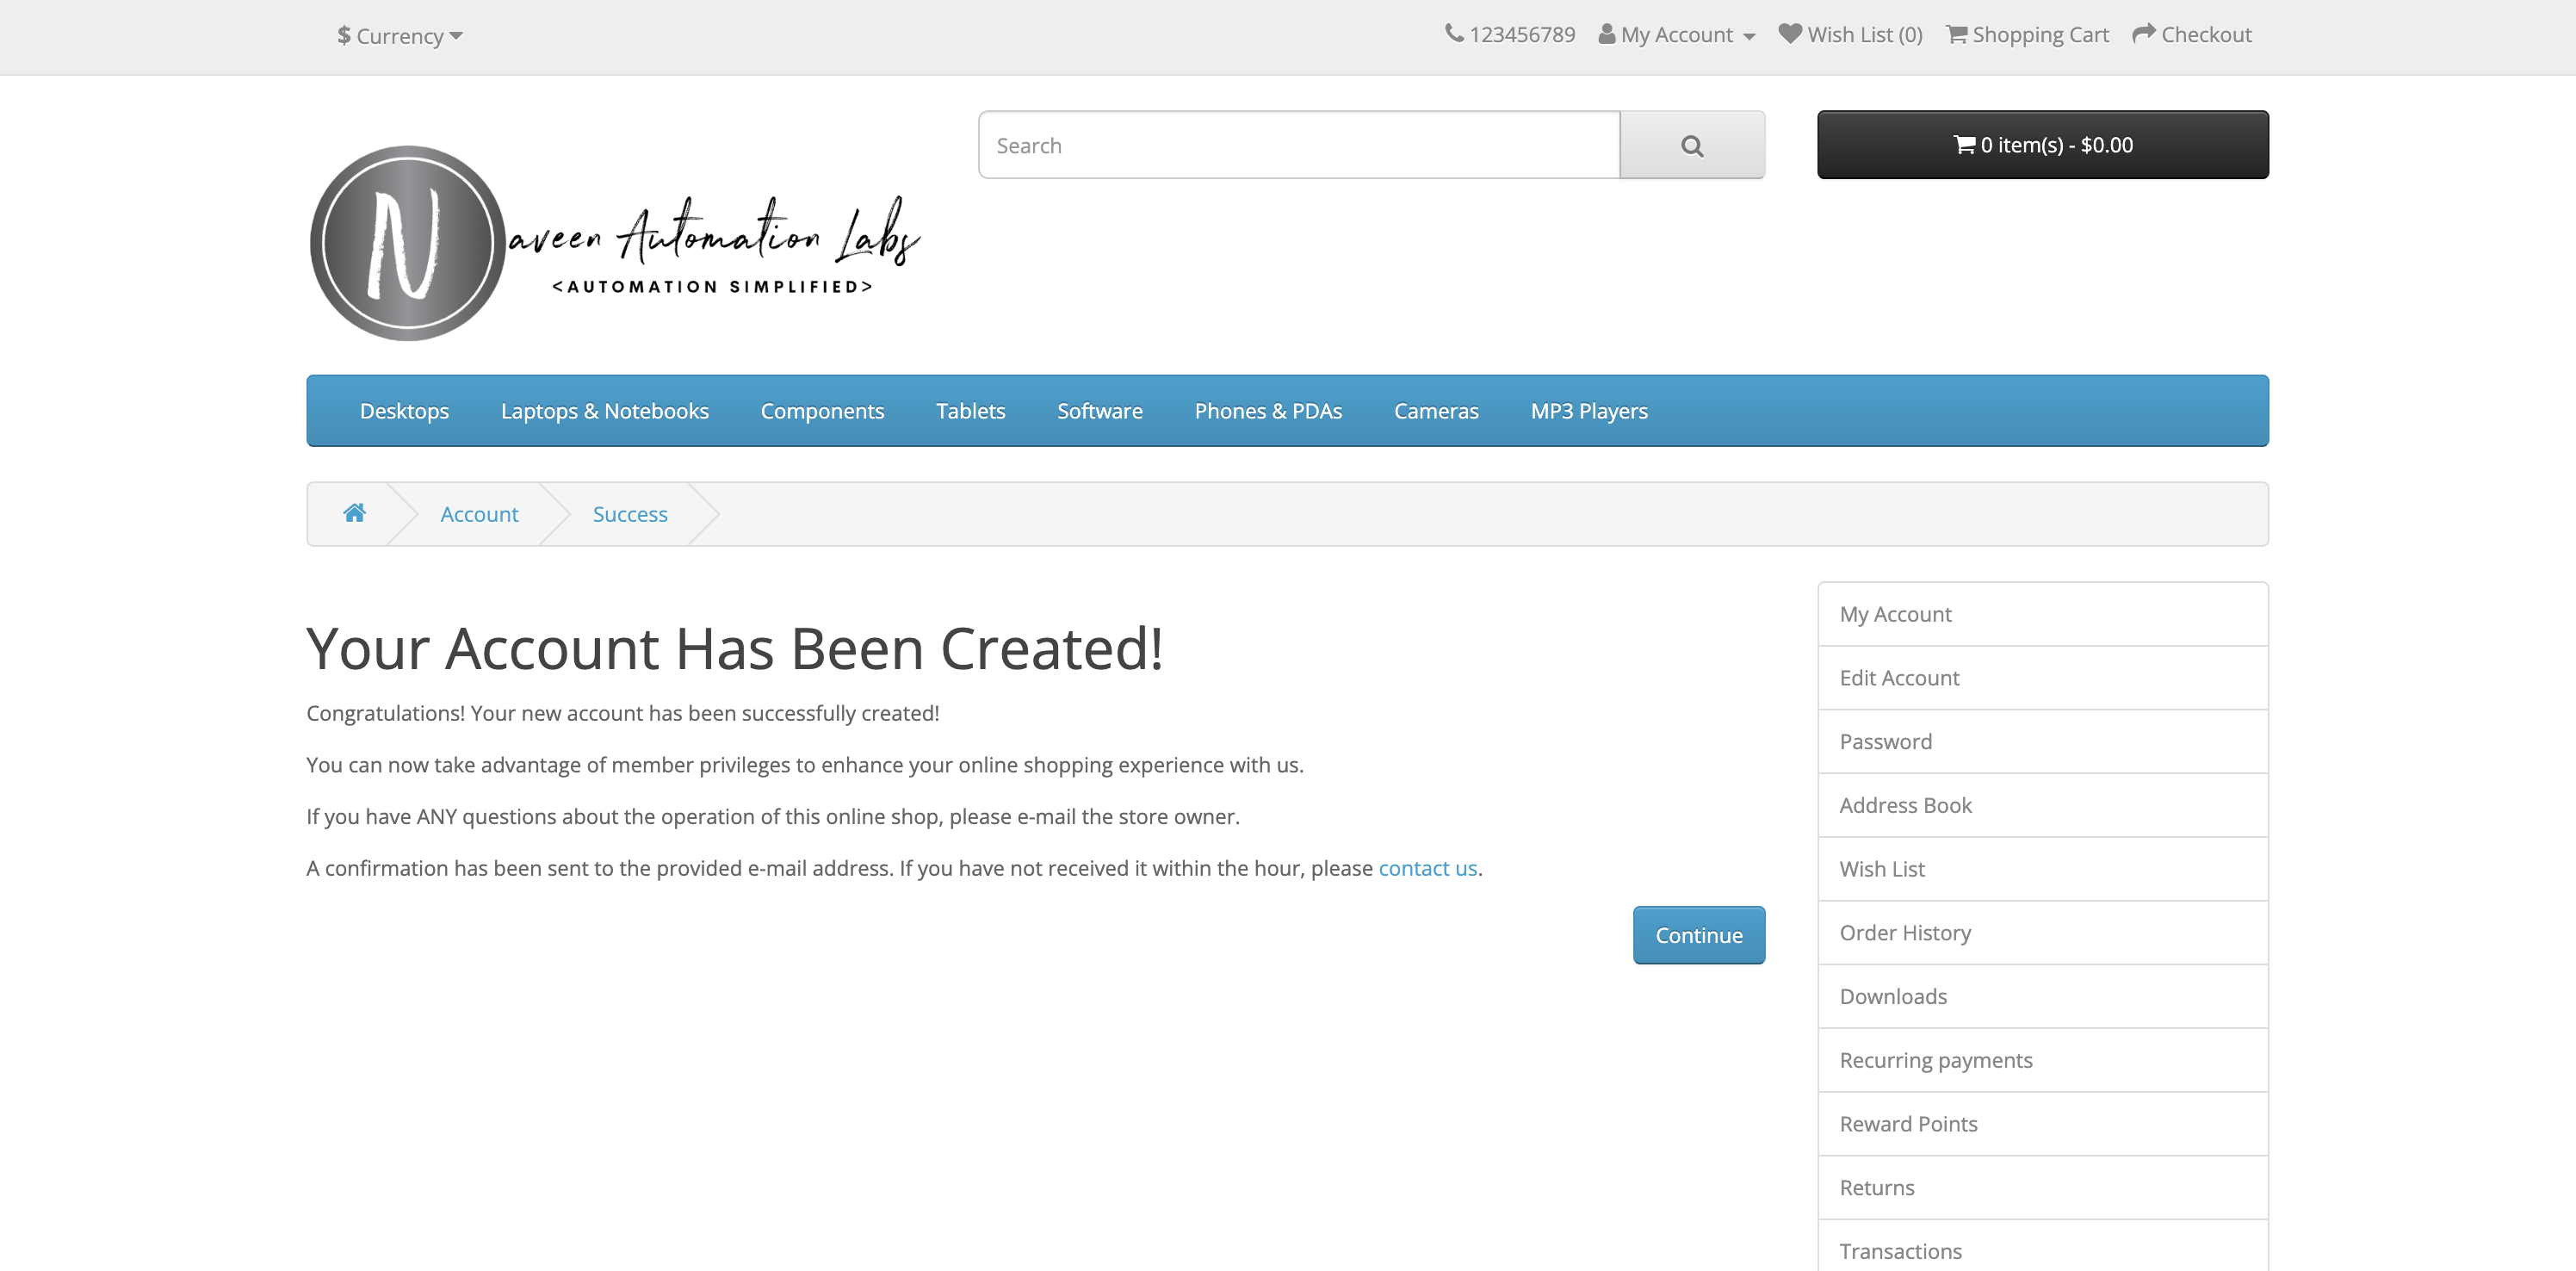 $ Currency
123456789 My Account Wish List (0) Shopping Cart Checkout
Naveen Automation Labs
<AUTOMATION SIMPLIFIED>
Search
0 item(s) - $0.00
Desktops Laptops & Notebooks Components Tablets Software Phones & PDAs Cameras MP3 Players
Account Success
Your Account Has Been Created!
Congratulations! Your new account has been successfully created!
You can now take advantage of member privileges to enhance your online shopping experience with us.
If you have ANY questions about the operation of this online shop, please e-mail the store owner.
A confirmation has been sent to the provided e-mail address. If you have not received it within the hour, please contact us.
Continue
My Account
Edit Account
Password
Address Book
Wish List
Order History
Downloads
Recurring payments
Reward Points
Returns
Transactions